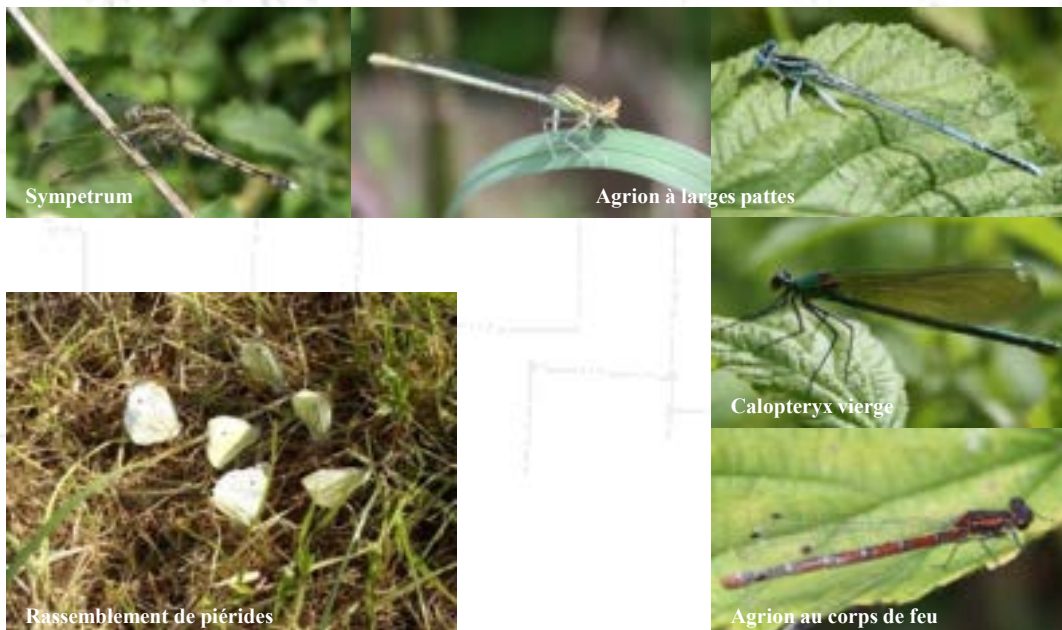 Sympetrum
Agrion à larges pattes
Calopteryx vierge
Rassemblement de piérides
Agrion au corps de feu